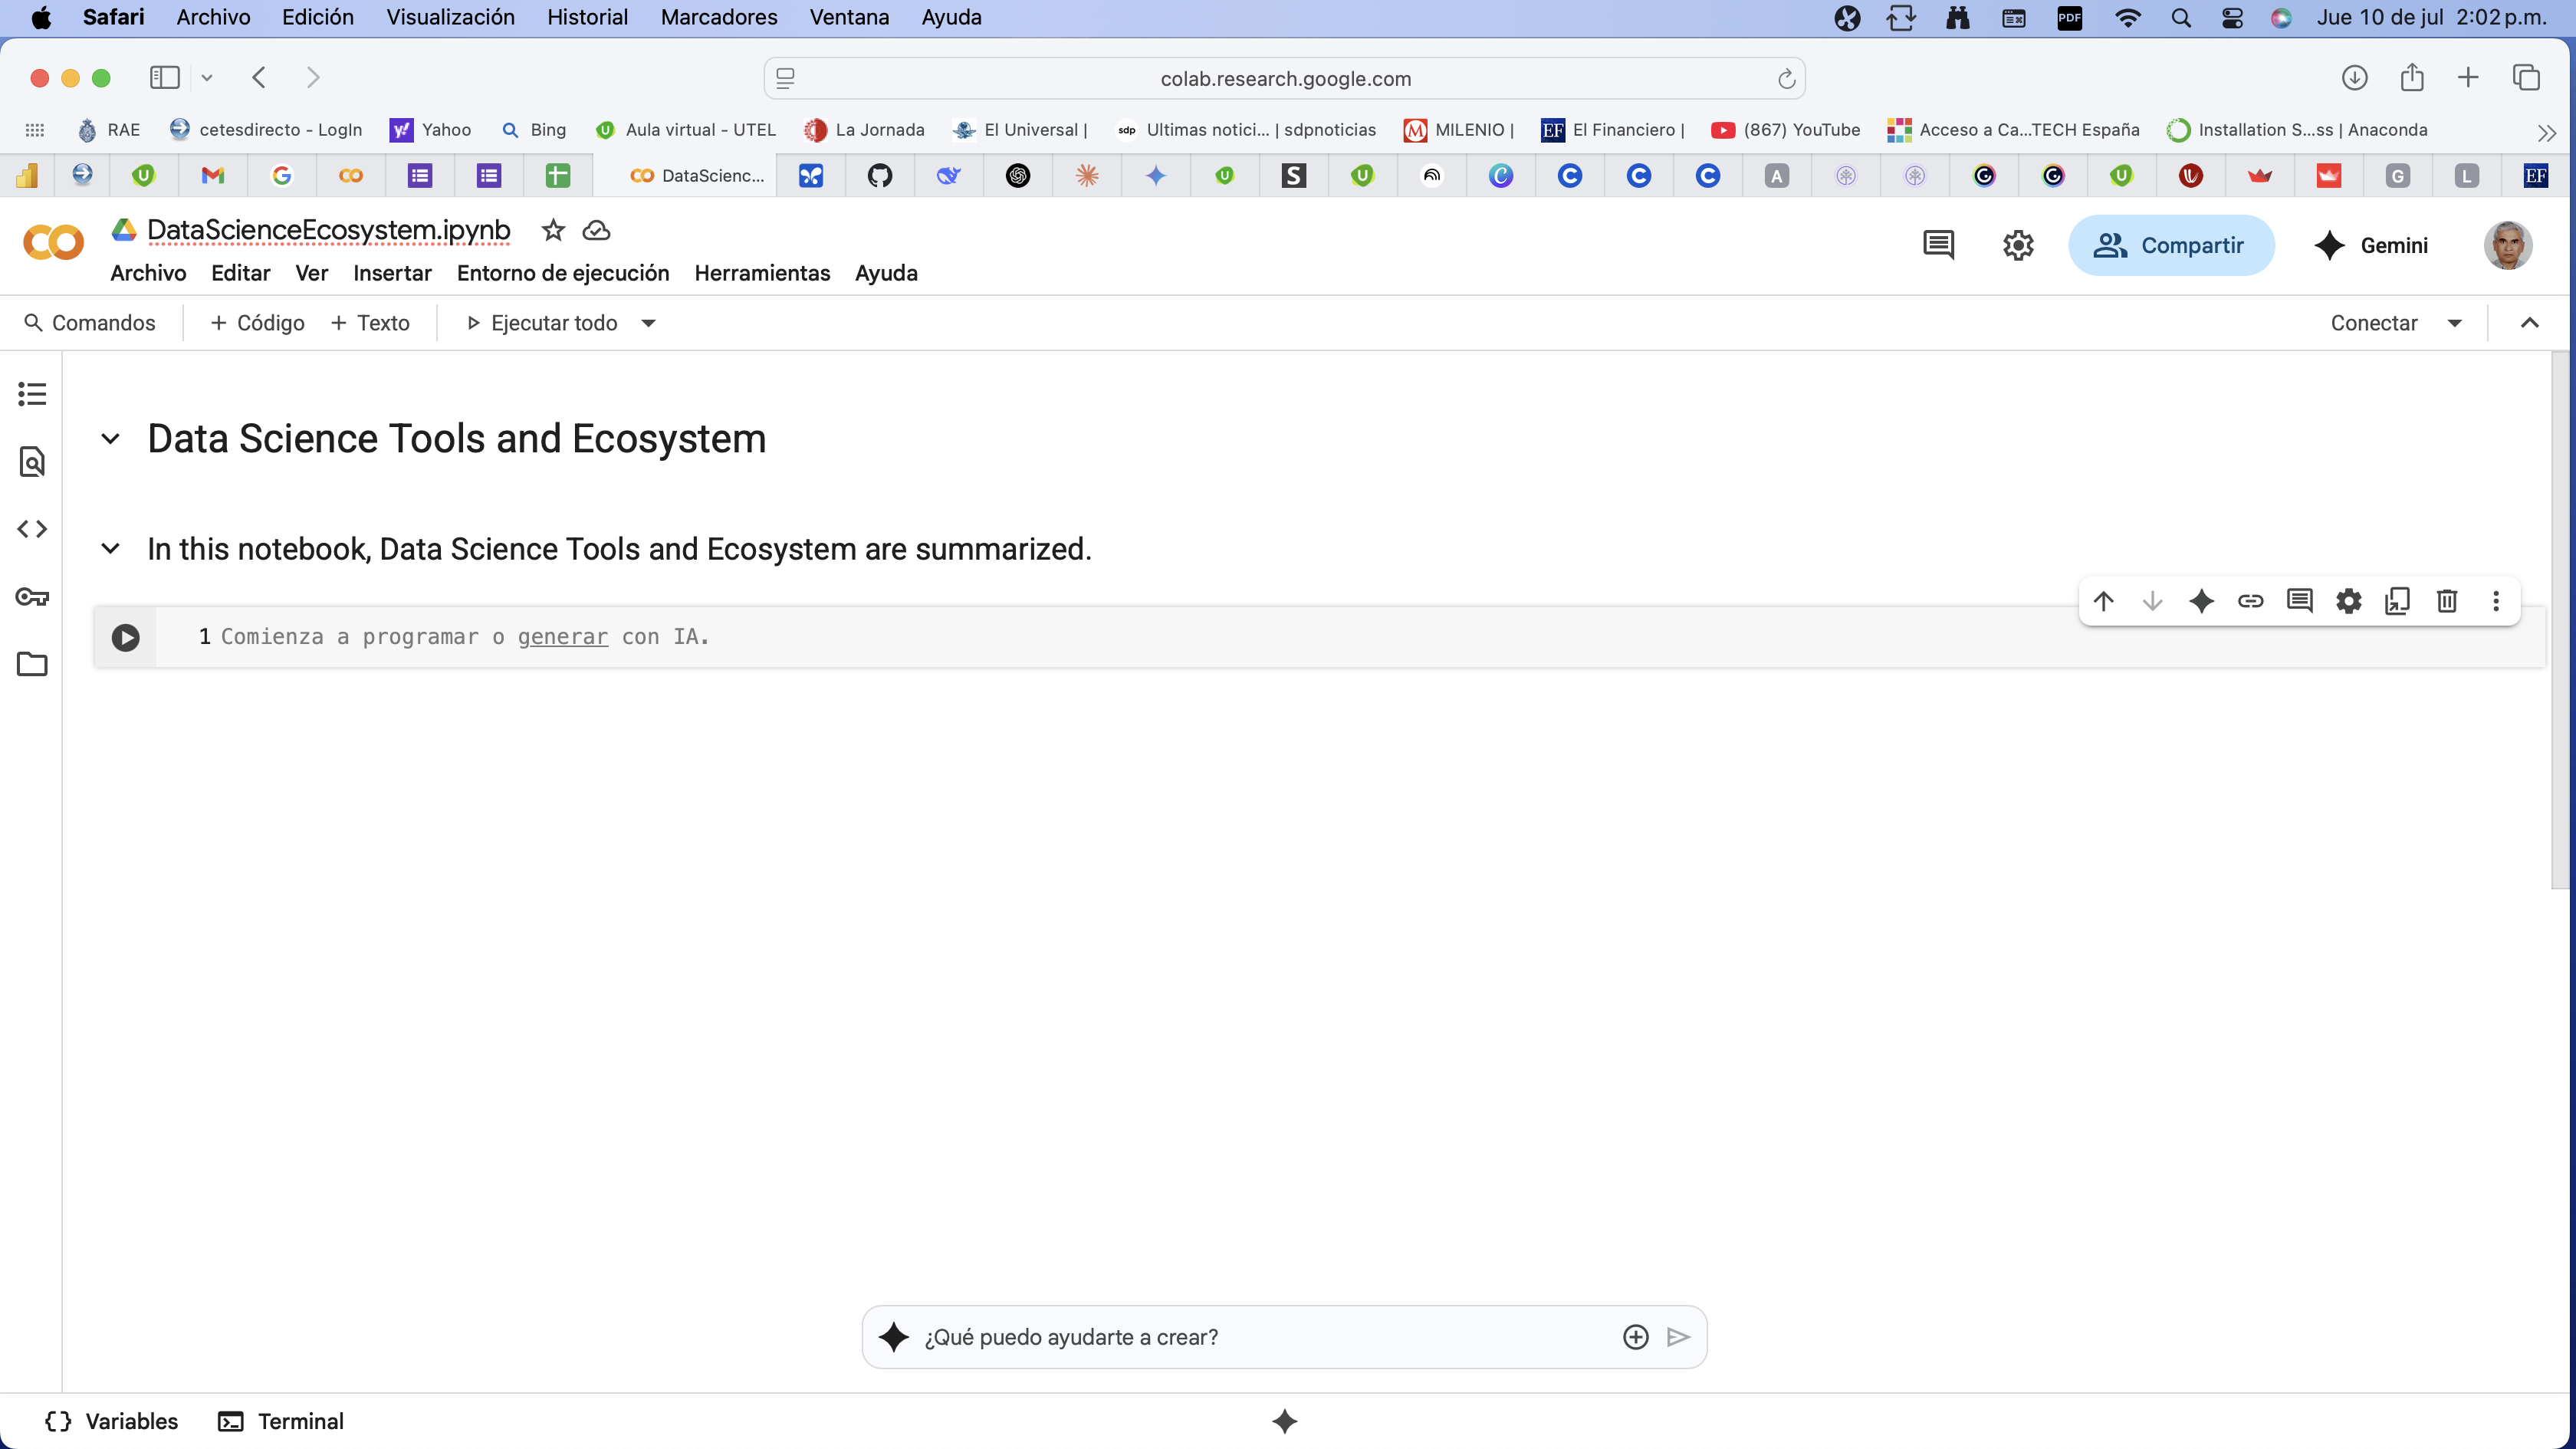 Safari Archivo Edición Visualización Historial Marcadores Ventana Ayuda PDF Jue 10 de jul 2:02 p.m.
colab.research.google.com
RAE cetesdirecto - LogIn y! Yahoo Bing Aula virtual - UTEL La Jornada El Universal | sdp Ultimas notici... | sdpnoticias MILENIO | EF El Financiero | (867) YouTube Acceso a Ca...TECH España Installation S...ss | Anaconda
DataScienc... S A G L EF
DataScienceEcosystem.ipynb
Compartir Gemini
Archivo Editar Ver Insertar Entorno de ejecución Herramientas Ayuda
Comandos + Código + Texto Ejecutar todo Conectar
Data Science Tools and Ecosystem
In this notebook, Data Science Tools and Ecosystem are summarized.
1 Comienza a programar o generar con IA.
¿Qué puedo ayudarte a crear?
Variables Terminal